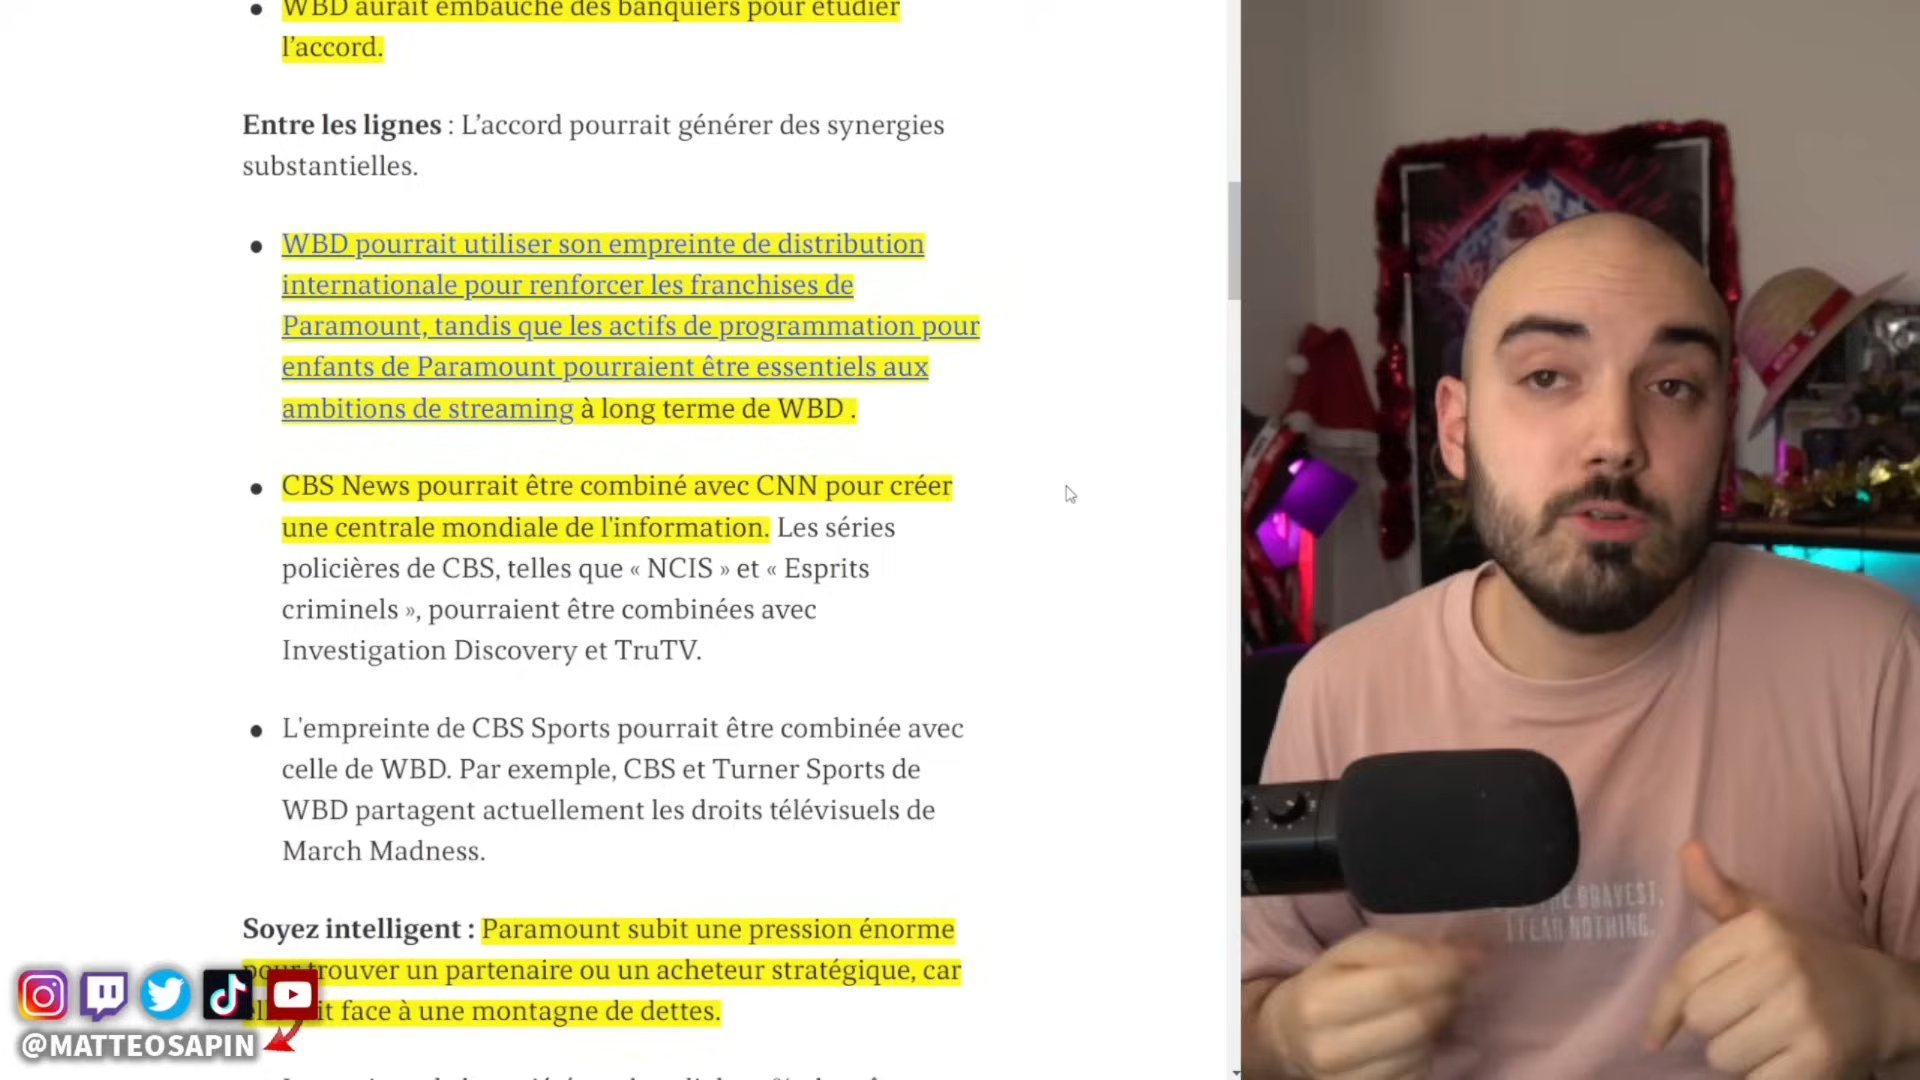 WBD aurait embauché des banquiers pour étudier
l’accord.
Entre les lignes : L’accord pourrait générer des synergies
substantielles.
WBD pourrait utiliser son empreinte de distribution
internationale pour renforcer les franchises de
Paramount, tandis que les actifs de programmation pour
enfants de Paramount pourraient être essentiels aux
ambitions de streaming à long terme de WBD .
CBS News pourrait être combiné avec CNN pour créer
une centrale mondiale de l'information. Les séries
policières de CBS, telles que « NCIS » et « Esprits
criminels », pourraient être combinées avec
Investigation Discovery et TruTV.
L'empreinte de CBS Sports pourrait être combinée avec
celle de WBD. Par exemple, CBS et Turner Sports de
WBD partagent actuellement les droits télévisuels de
March Madness.
Soyez intelligent : Paramount subit une pression énorme
pour trouver un partenaire ou un acheteur stratégique, car
face à une montagne de dettes.
@MATTEOSAPIN
BRAVEST,
I FEAR NOTHING.